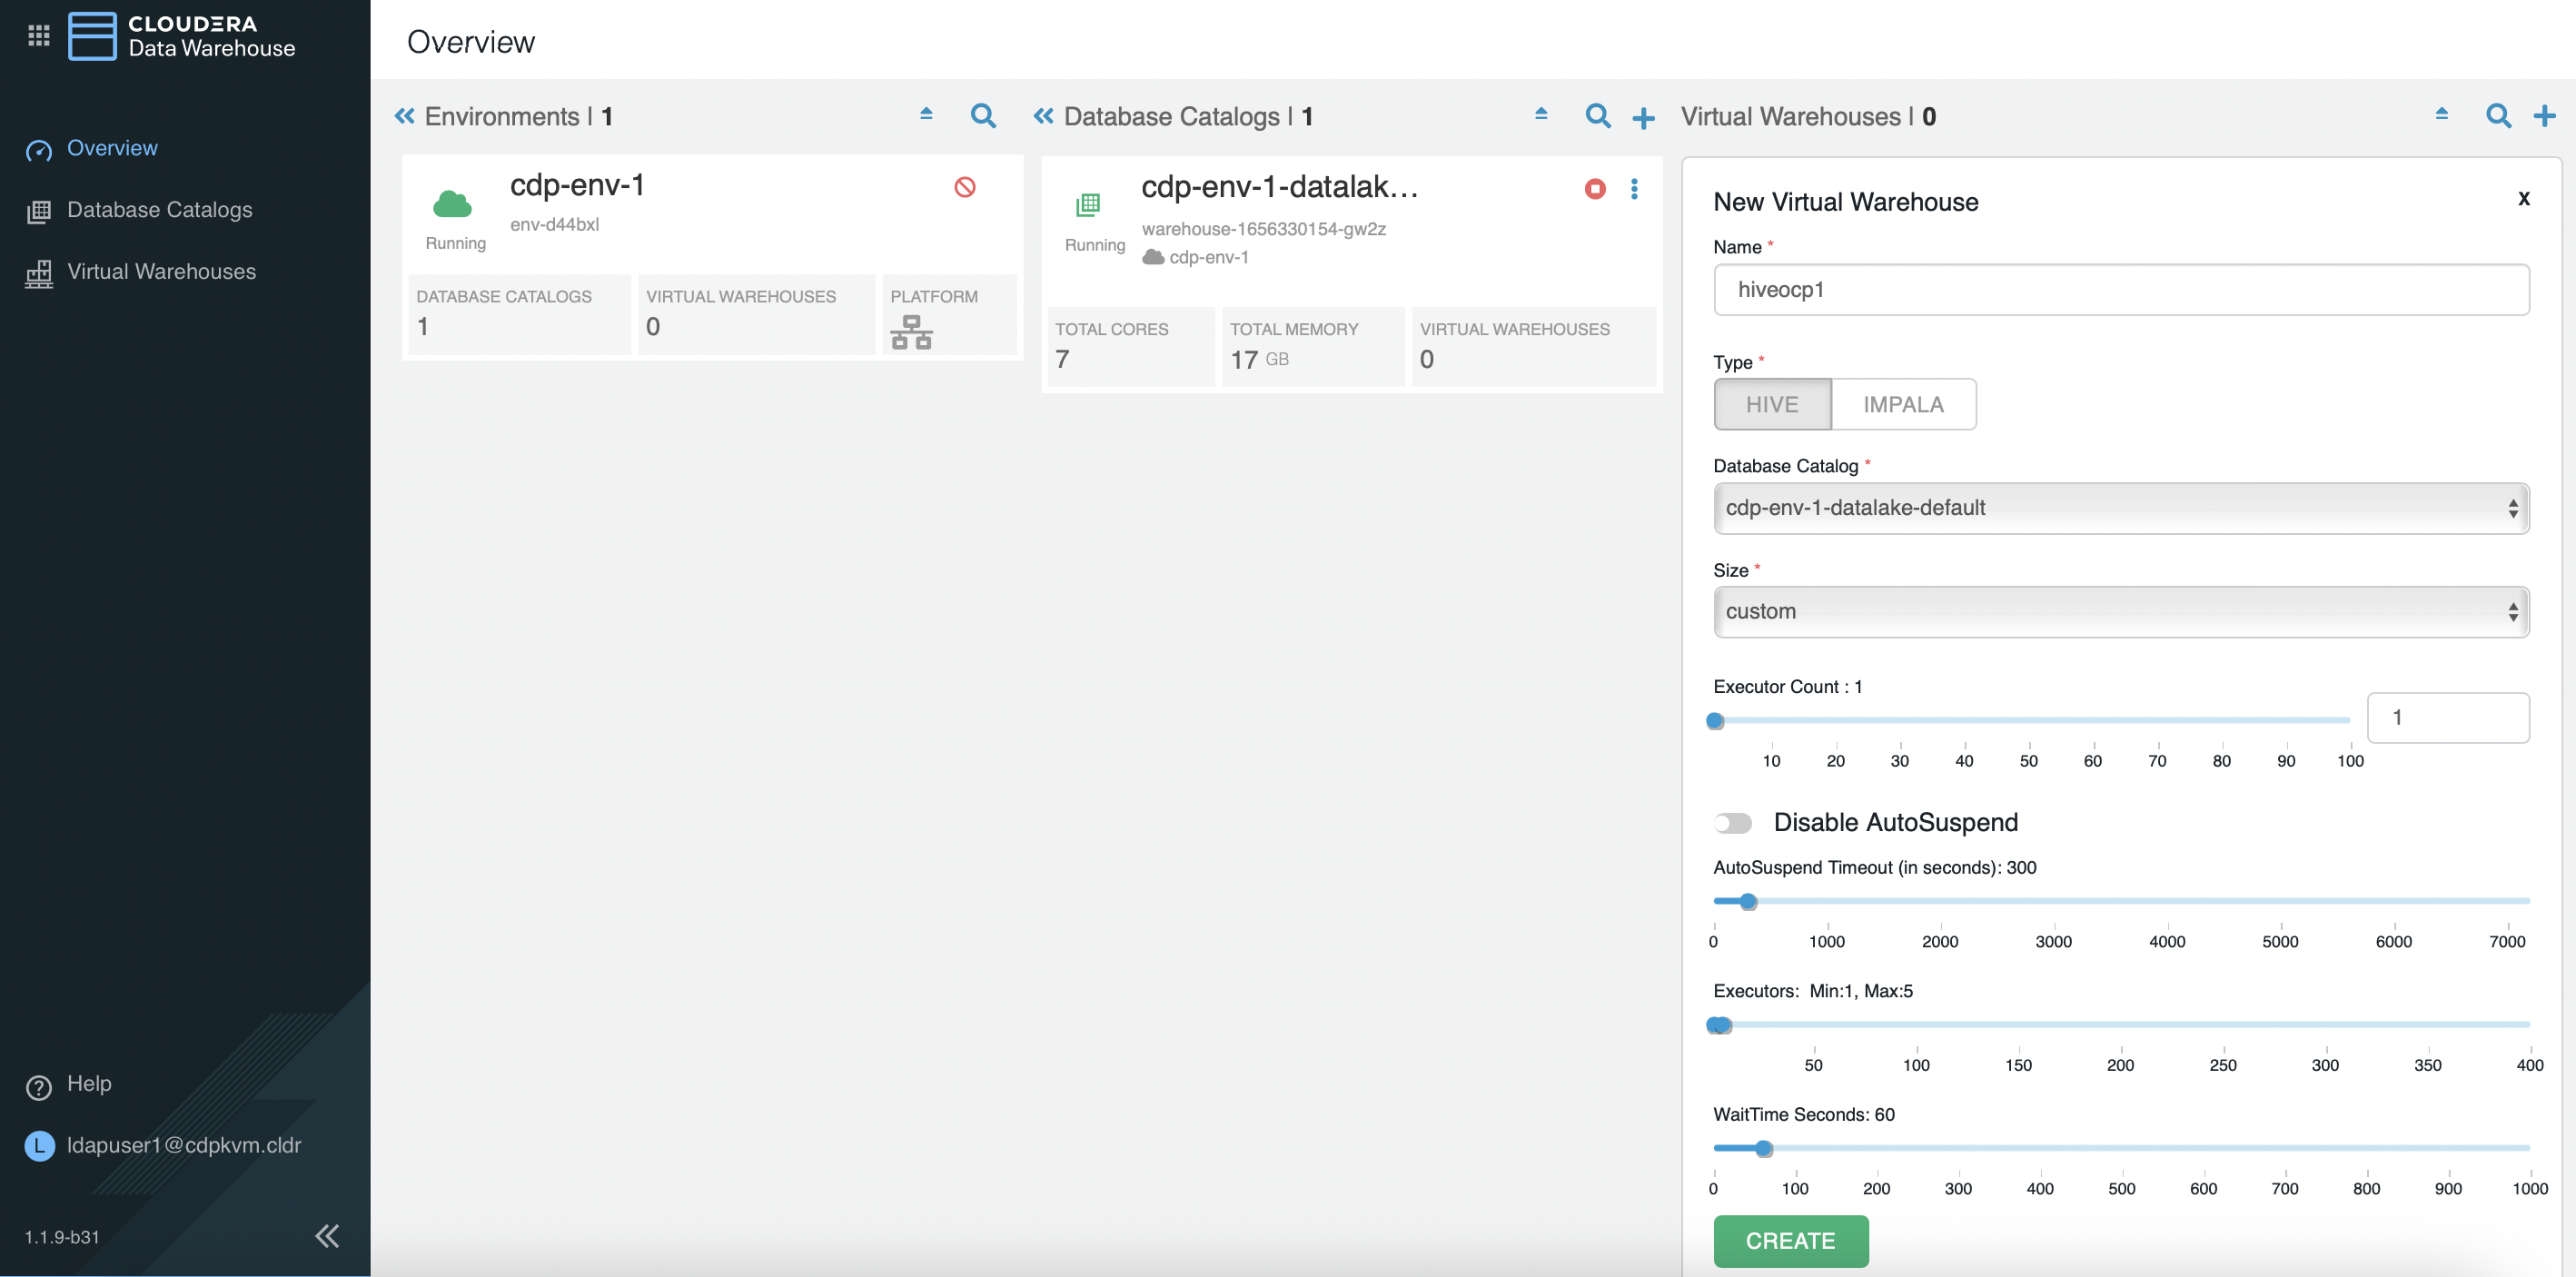 CLOUDERA
Data Warehouse
Overview
Database Catalogs
Virtual Warehouses
Help
L
ldapuser1@cdpkvm.cldr
1.1.9-b31
Overview
Environments | 1
cdp-env-1
env-d44bxl
Running
DATABASE CATALOGS
1
VIRTUAL WAREHOUSES
0
PLATFORM
Database Catalogs | 1
cdp-env-1-datalak...
warehouse-1656330154-gw2z
cdp-env-1
Running
TOTAL CORES
7
TOTAL MEMORY
17 GB
VIRTUAL WAREHOUSES
0
Virtual Warehouses | 0
New Virtual Warehouse
x
Name *
hiveocp1
Type *
HIVE IMPALA
Database Catalog *
cdp-env-1-datalake-default
Size *
custom
Executor Count : 1
1
10 20 30 40 50 60 70 80 90 100
Disable AutoSuspend
AutoSuspend Timeout (in seconds): 300
0 1000 2000 3000 4000 5000 6000 7000
Executors: Min:1, Max:5
50 100 150 200 250 300 350 400
WaitTime Seconds: 60
0 100 200 300 400 500 600 700 800 900 1000
CREATE